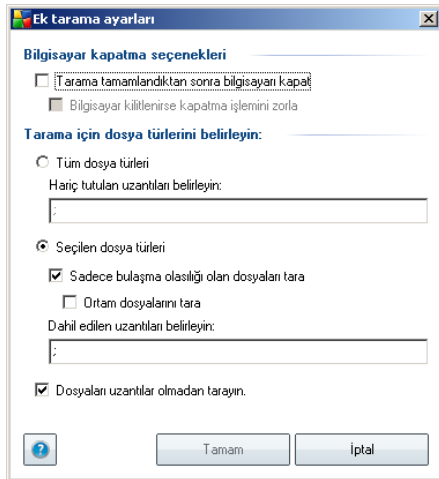 Ek tarama ayarları
Bilgisayar kapatma seçenekleri
Tarama tamamlandıktan sonra bilgisayarı kapat
Bilgisayar kilitlenirse kapatma işlemini zorla
Tarama için dosya türlerini belirleyin:
Tüm dosya türleri
Hariç tutulan uzantıları belirleyin:
;
Seçilen dosya türleri
Sadece bulaşma olasılığı olan dosyaları tara
Ortam dosyalarını tara
Dahil edilen uzantıları belirleyin:
;
Dosyaları uzantılar olmadan tarayın.
? Tamam İptal